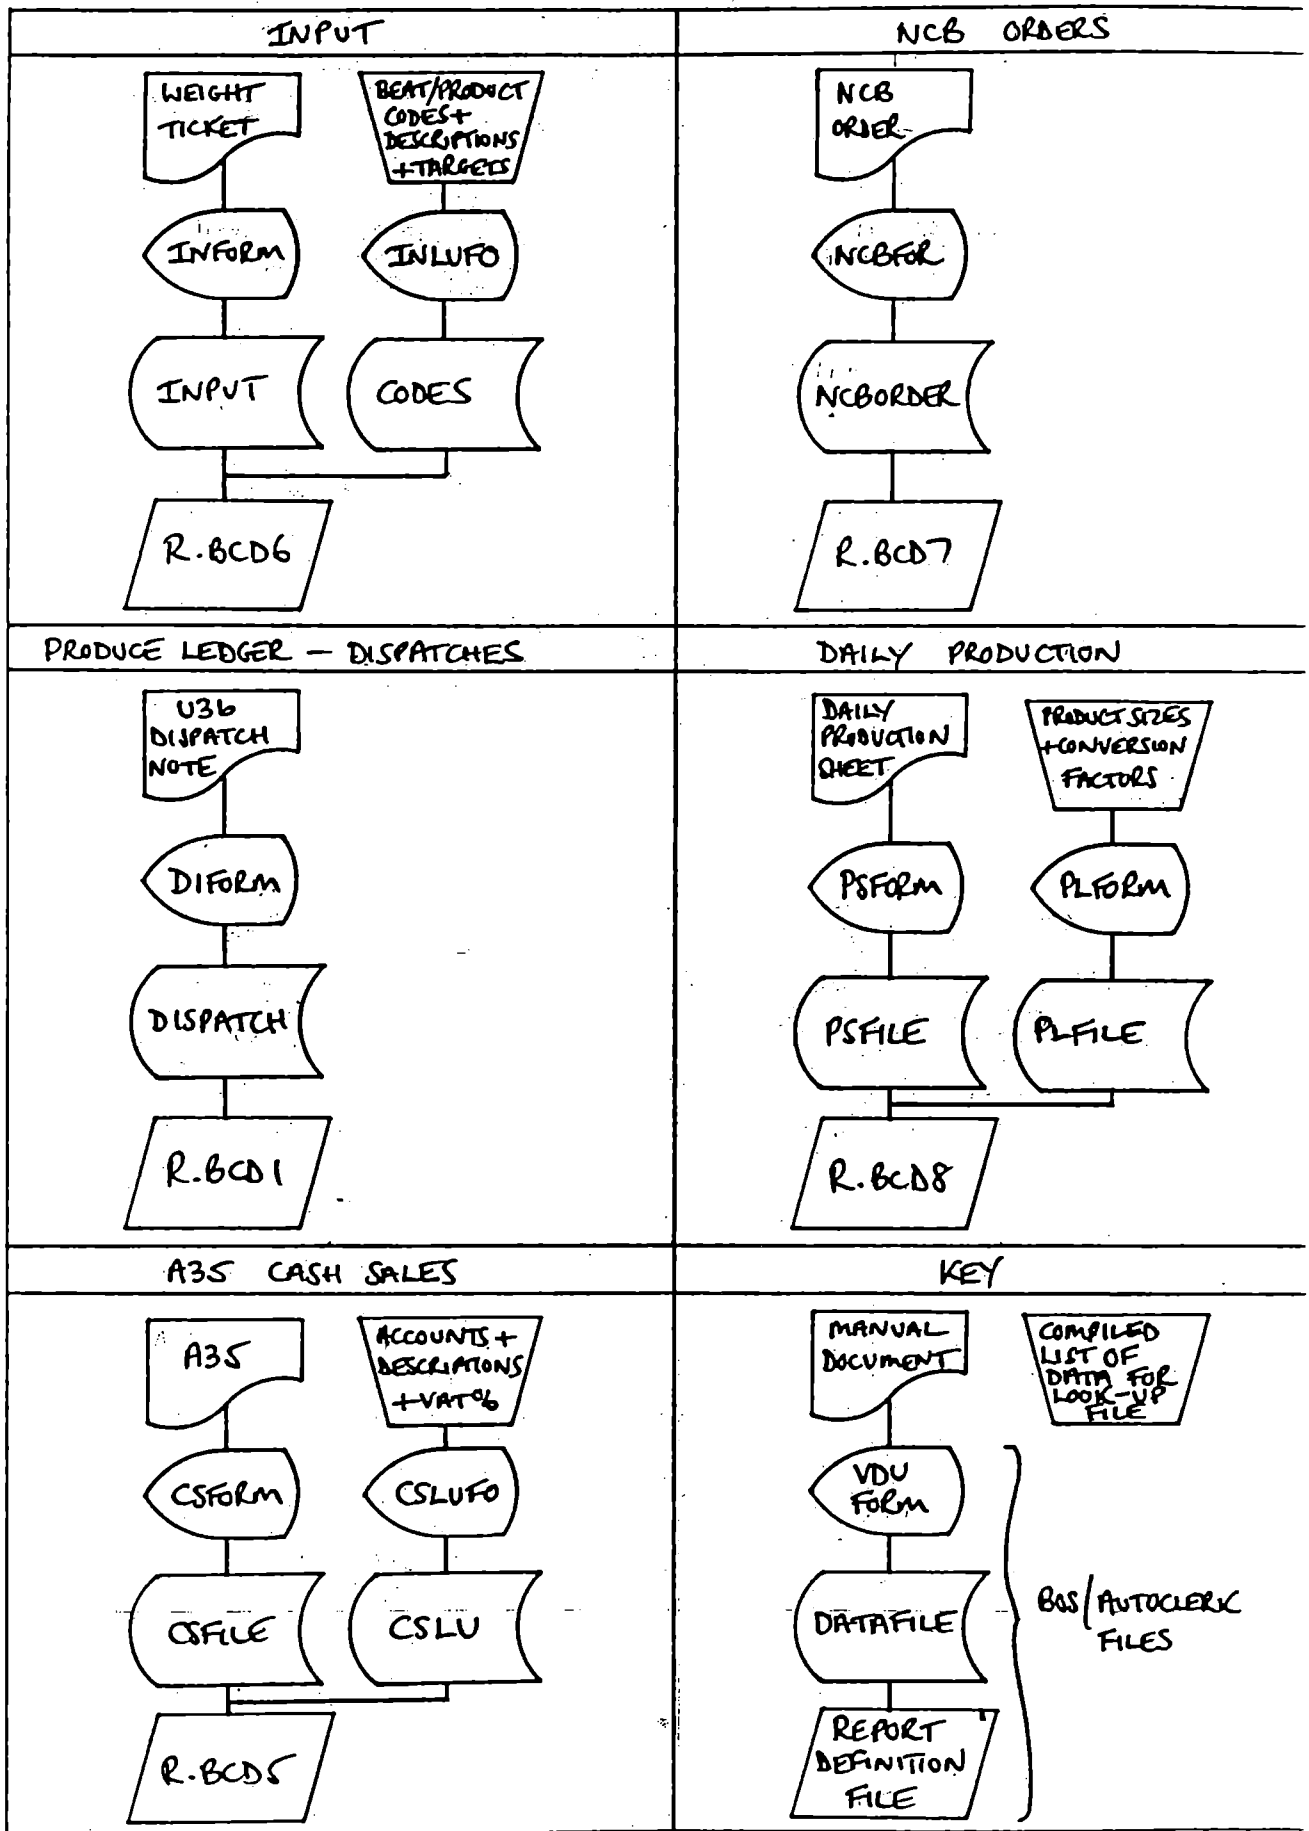 INPUT
WEIGHT
TICKET
BEAT/PRODUCT
CODES+
DESCRIPTIONS
+TARGETS
INFORM
INLUFO
INPUT
CODES
R.BCD6
NCB ORDERS
NCB
ORDER
NCBFOR
NCBORDER
R.BCD7
PRODUCE LEDGER – DISPATCHES
U36
DISPATCH
NOTE
DIFORM
DISPATCH
R.BCD1
DAILY PRODUCTION
DAILY
PRODUCTION
SHEET
PRODUCT SIZES
+CONVERSION
FACTORS
PSFORM
PLFORM
PSFILE
PLFILE
R.BCD8
A35 CASH SALES
A35
ACCOUNTS +
DESCRIPTIONS
+VAT%
CSFORM
CSLUFO
CSFILE
CSLU
R.BCD5
KEY
MANUAL
DOCUMENT
COMPILED
LIST OF
DATA FOR
LOOK-UP
FILE
VDU
FORM
DATAFILE
REPORT
DEFINITION
FILE
BOS/AUTOCLERK
FILES